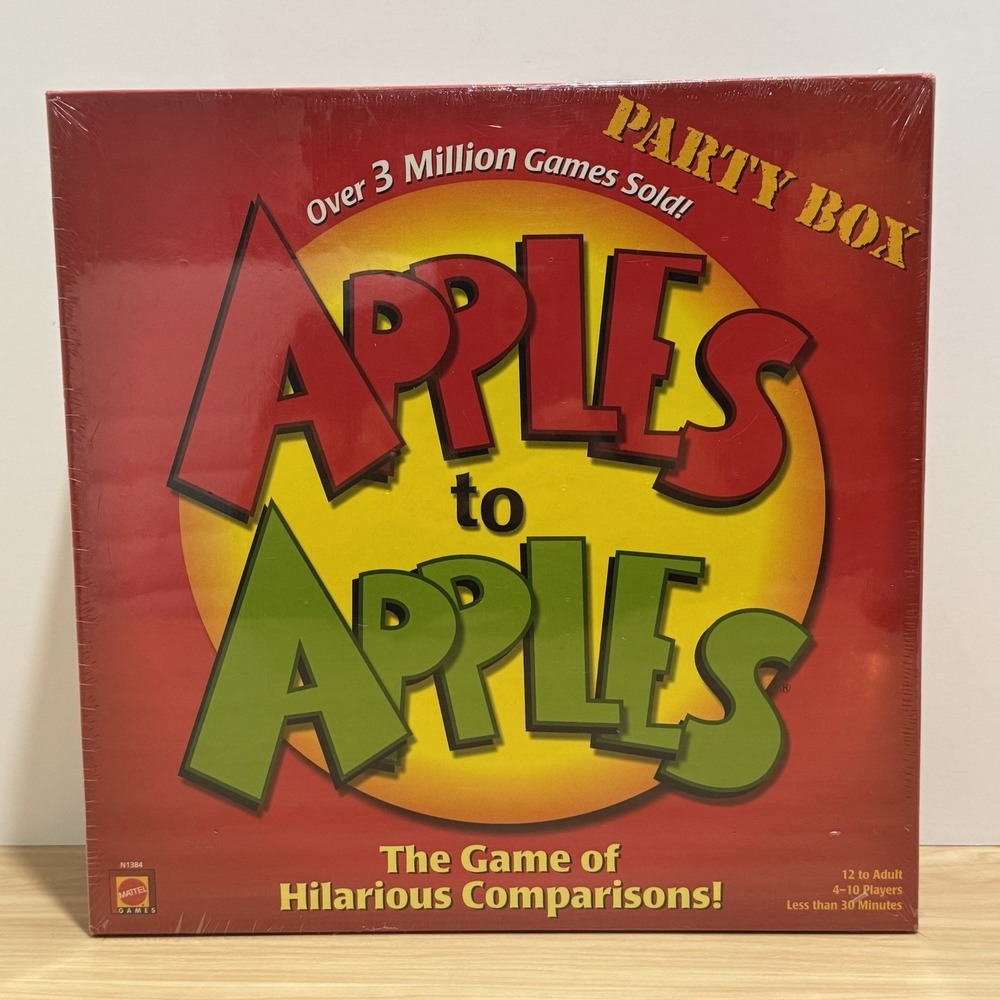 PARTY BOX
Over 3 Million Games Sold!
APPLES
to
APPLES®
The Game of
Hilarious Comparisons!
N1384
MATTEL
GAMES
12 to Adult
4–10 Players
Less than 30 Minutes